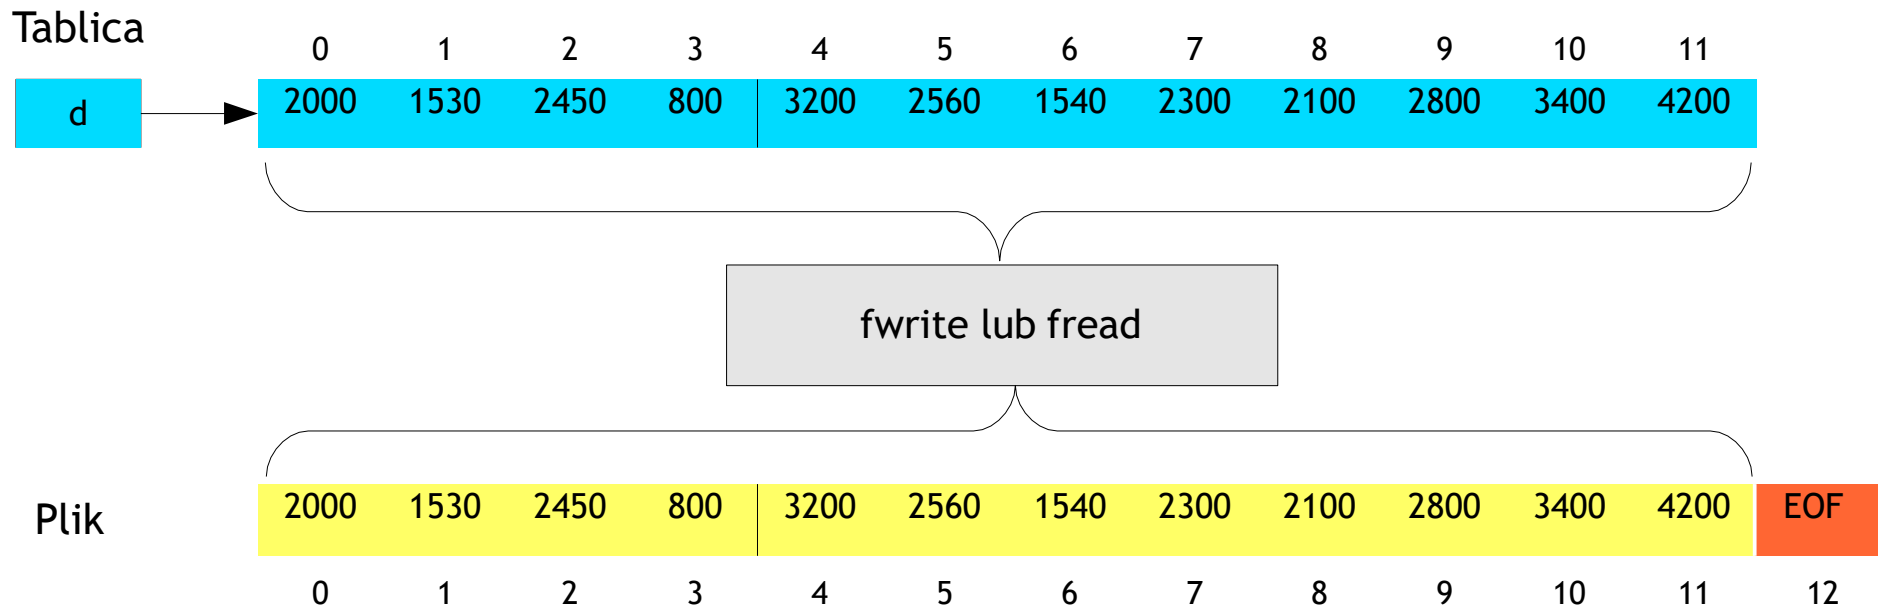 Tablica
0 1 2 3 4 5 6 7 8 9 10 11
d 2000 1530 2450 800 3200 2560 1540 2300 2100 2800 3400 4200
fwrite lub fread
Plik 2000 1530 2450 800 3200 2560 1540 2300 2100 2800 3400 4200 EOF
0 1 2 3 4 5 6 7 8 9 10 11 12